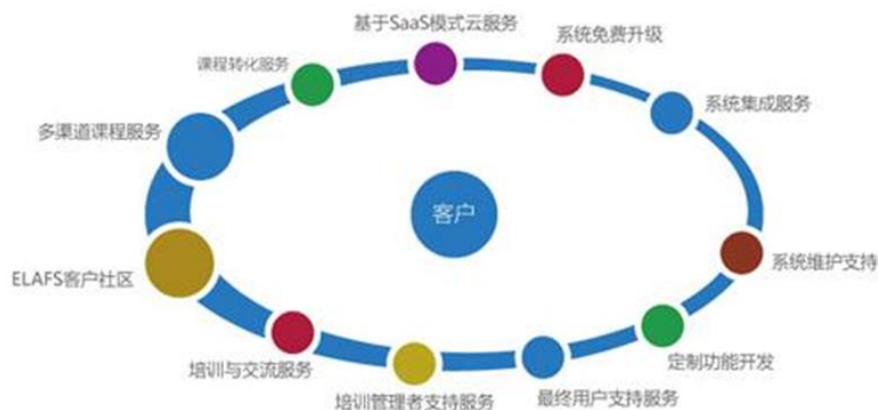 基于SaaS模式云服务
系统免费升级
课程转化服务
系统集成服务
多渠道课程服务
客户
系统维护支持
ELAFS客户社区
定制功能开发
培训与交流服务
最终用户支持服务
培训管理者支持服务